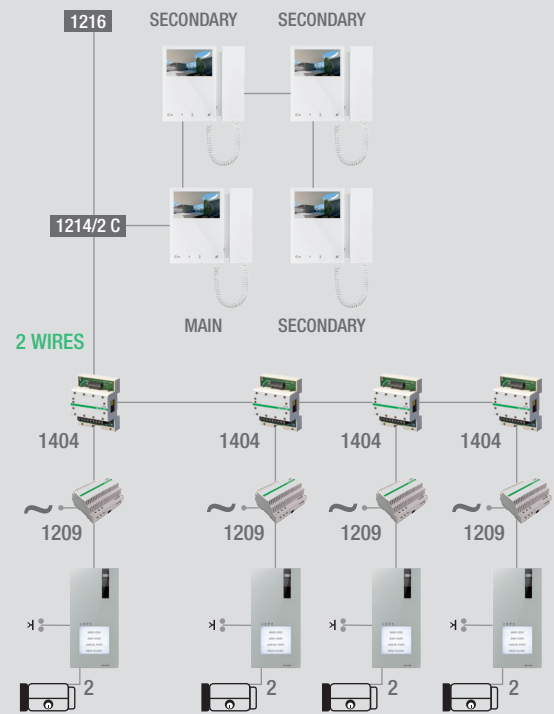 1216
SECONDARY SECONDARY
1214/2 C
MAIN SECONDARY
2 WIRES
1404 1404 1404 1404
1209 1209 1209 1209
2 2 2 2